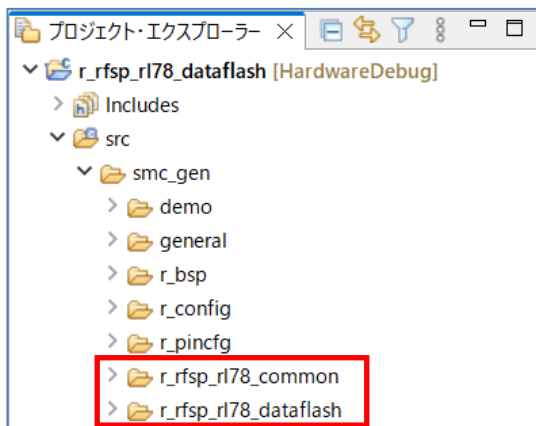 プロジェクト・エクスプローラー
r_rfsp_rl78_dataflash [HardwareDebug]
Includes
src
smc_gen
demo
general
r_bsp
r_config
r_pincfg
r_rfsp_rl78_common
r_rfsp_rl78_dataflash